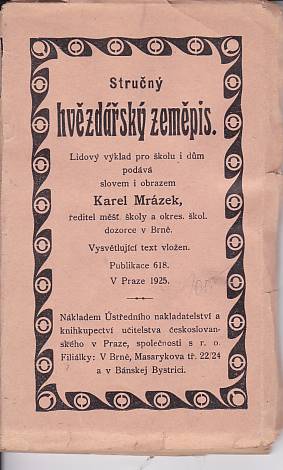 Stručný
hvězdářský zeměpis.
Lidový výklad pro školu i dům
podává
slovem i obrazem
Karel Mrázek,
ředitel měšť. školy a okres. škol.
dozorce v Brně.
Vysvětlující text vložen.
Publikace 618.
V Praze 1925.
Nákladem Ústředního nakladatelství a
knihkupectví učitelstva českoslovan-
ského v Praze, společnosti s r. o.
Filiálky: V Brně, Masarykova tř. 22/24
a v Bánskej Bystrici.